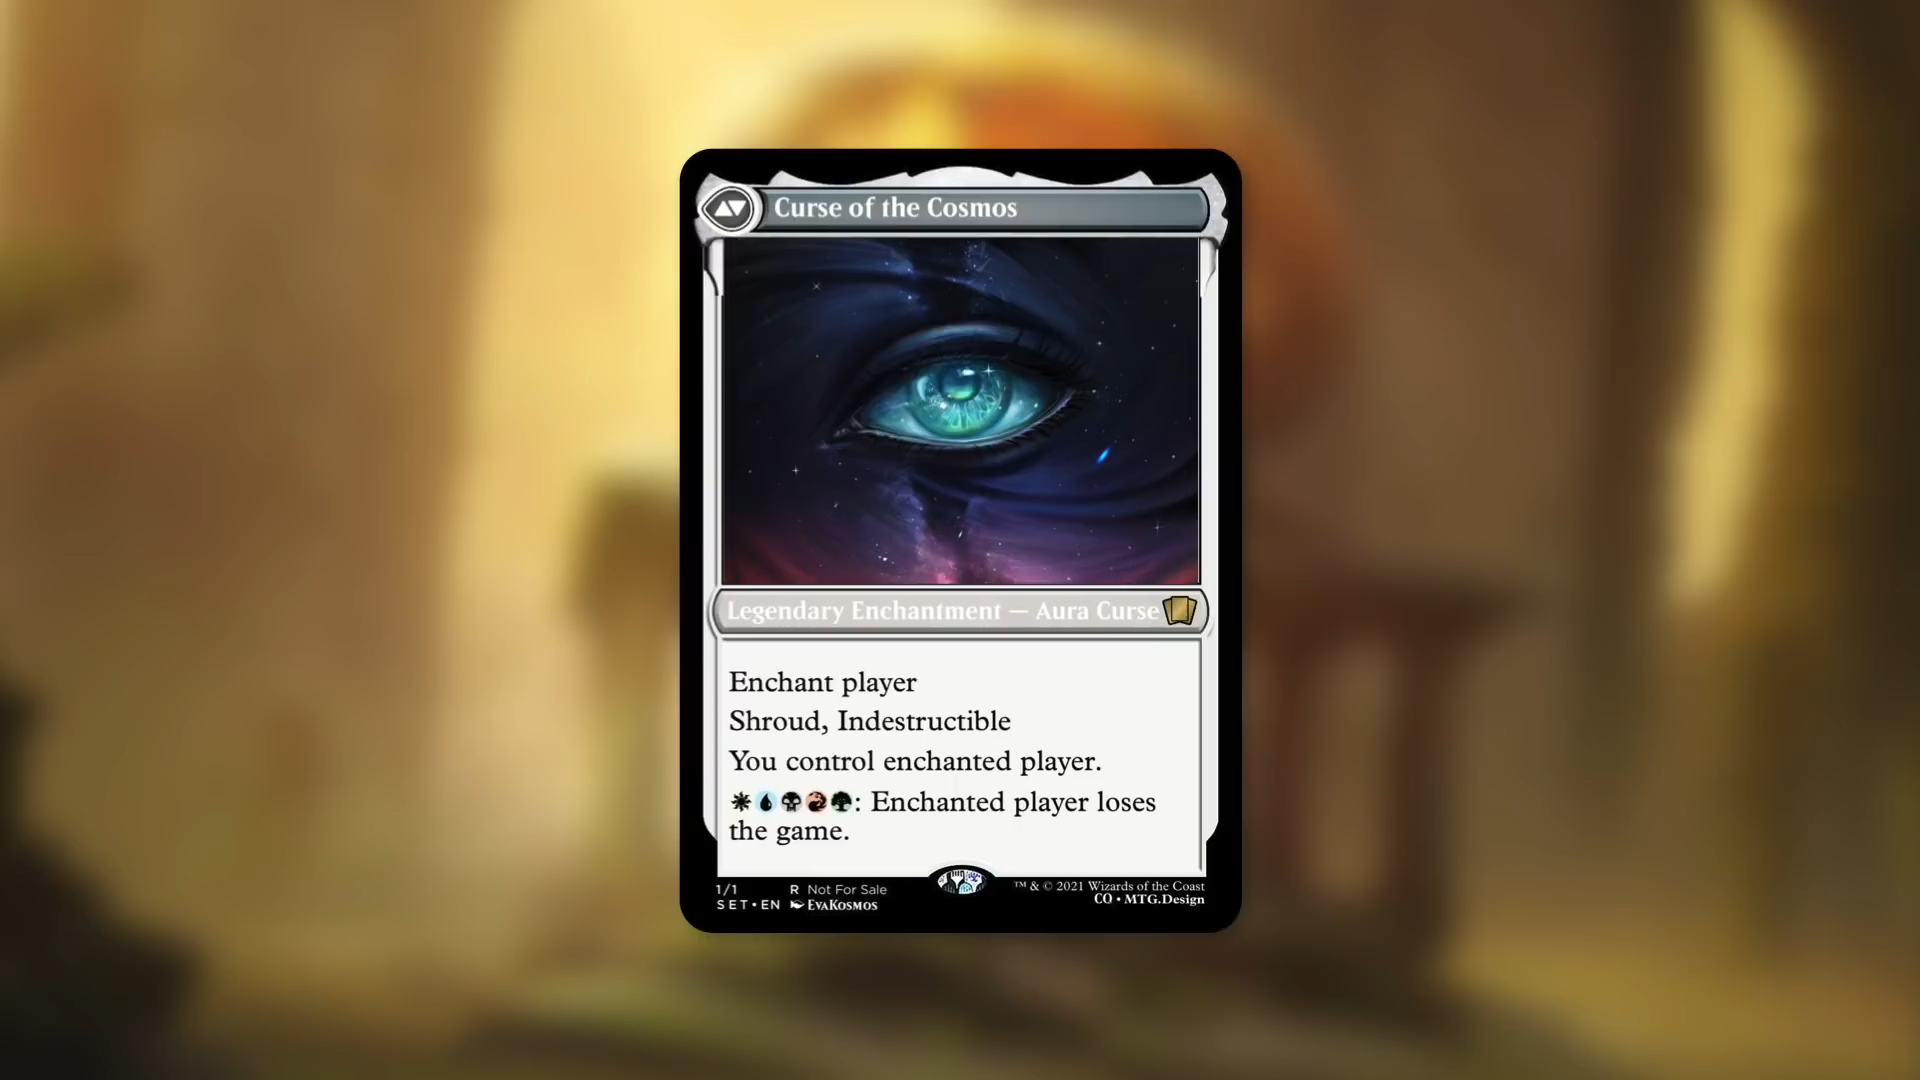 Curse of the Cosmos
Legendary Enchantment — Aura Curse
Enchant player
Shroud, Indestructible
You control enchanted player.
: Enchanted player loses
the game.
1/1 R Not For Sale
SET•EN EvaKosmos
™ & © 2021 Wizards of the Coast
CO • MTG.Design